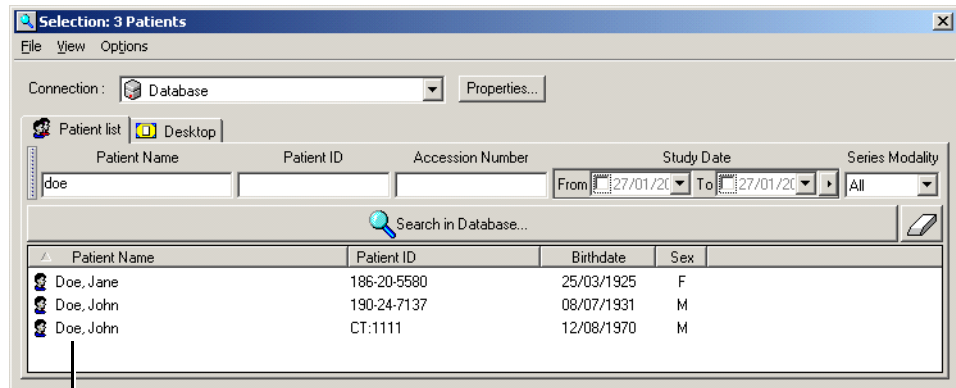 Selection: 3 Patients
File View Options
Connection : Database Properties...
Patient list Desktop
Patient Name Patient ID Accession Number Study Date Series Modality
doe From 27/01/20 To 27/01/20 All
Search in Database...
Patient Name Patient ID Birthdate Sex
Doe, Jane 186-20-5580 25/03/1925 F
Doe, John 190-24-7137 08/07/1931 M
Doe, John CT:1111 12/08/1970 M